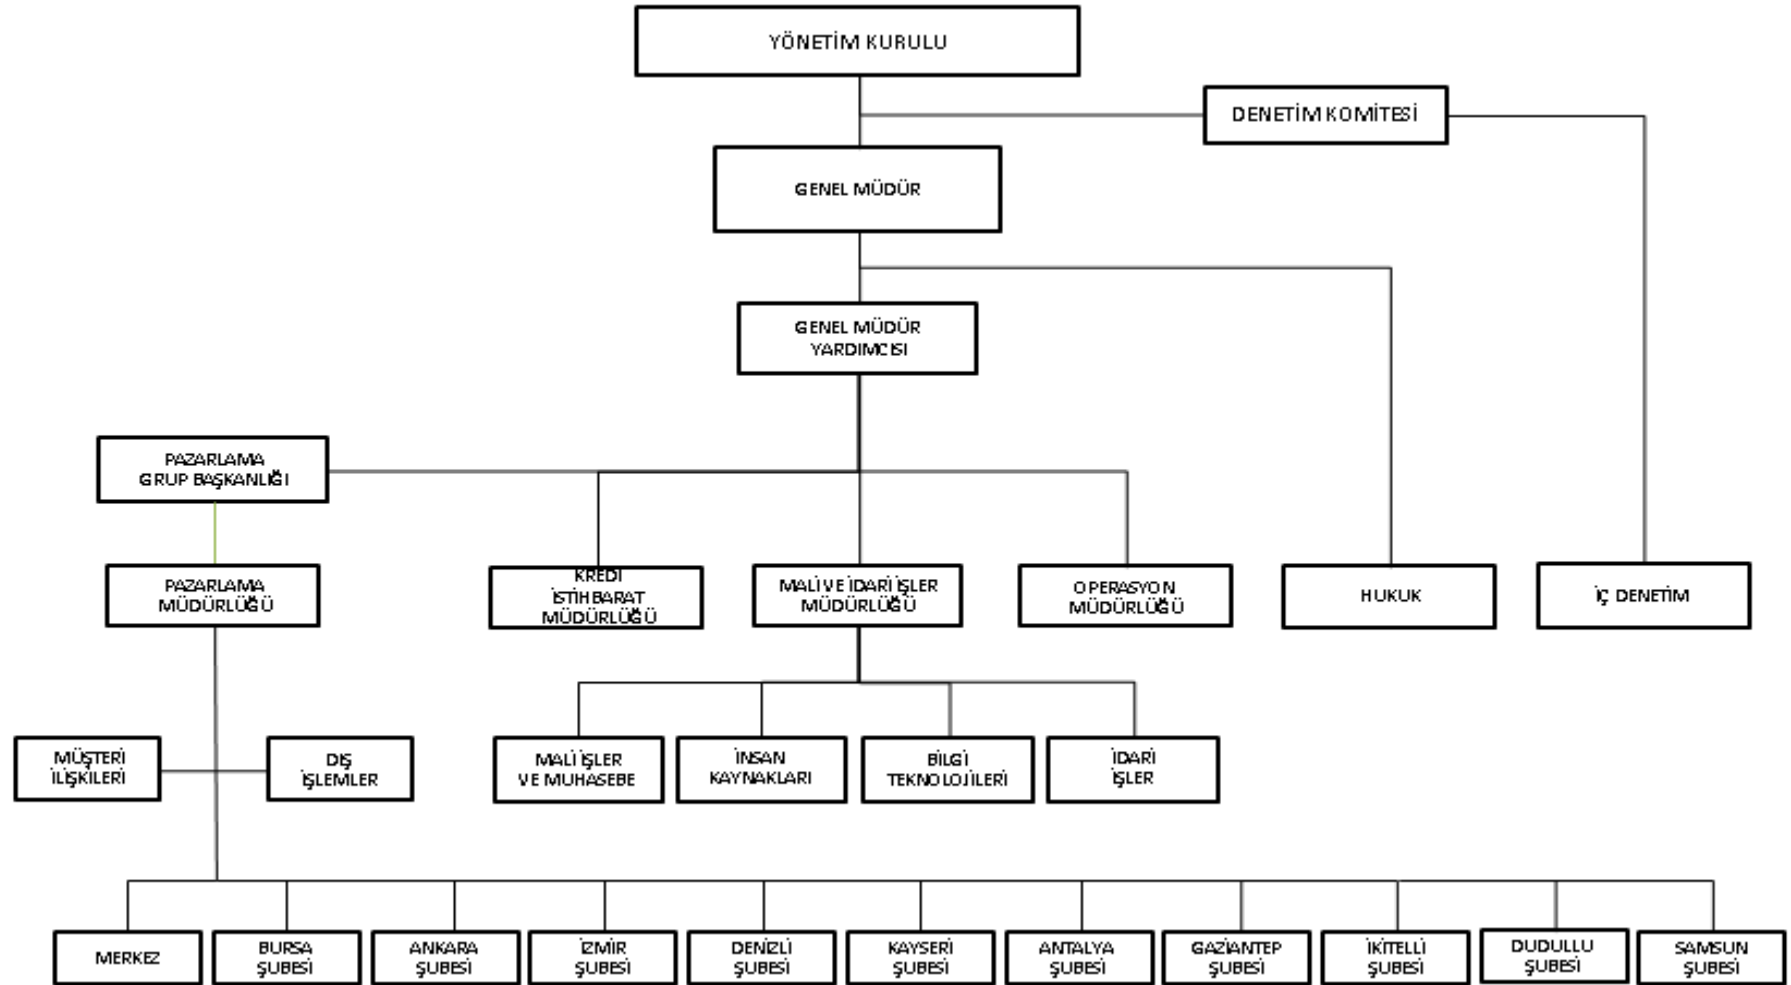 YÖNETİM KURULU
DENETİM KOMİTESİ
GENEL MÜDÜR
GENEL MÜDÜR
YARDIMCISI
PAZARLAMA
GRUP BAŞKANLIĞI
PAZARLAMA
MÜDÜRLÜĞÜ
KREDİ
İSTİHBARAT
MÜDÜRLÜĞÜ
MALİ VE İDARİ İŞLER
MÜDÜRLÜĞÜ
OPERASYON
MÜDÜRLÜĞÜ
HUKUK
İÇ DENETİM
MÜŞTERİ
İLİŞKİLERİ
DIŞ
İŞLEMLER
MALİ İŞLER
VE MUHASEBE
İNSAN
KAYNAKLARI
BİLGİ
TEKNOLOJİLERİ
İDARİ
İŞLER
MERKEZ
BURSA
ŞUBESİ
ANKARA
ŞUBESİ
İZMİR
ŞUBESİ
DENİZLİ
ŞUBESİ
KAYSERİ
ŞUBESİ
ANTALYA
ŞUBESİ
GAZİANTEP
ŞUBESİ
İKİTELLİ
ŞUBESİ
DUDULLU
ŞUBESİ
SAMSUN
ŞUBESİ